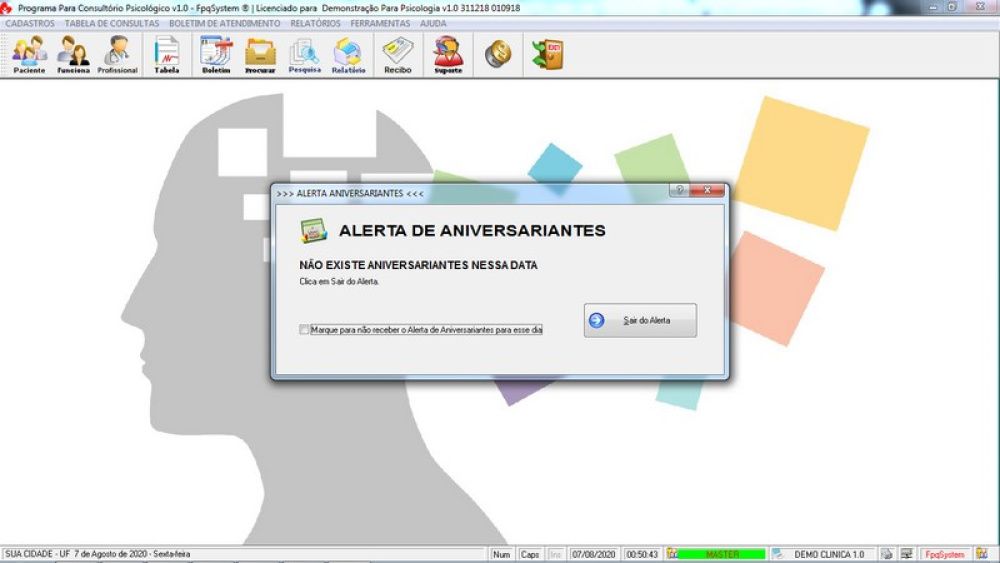 Programa Para Consultório Psicológico v1.0 - FpqSystem ® | Licenciado para Demonstração Para Psicologia v1.0 311218 010918
CADASTROS TABELA DE CONSULTAS BOLETIM DE ATENDIMENTO RELATÓRIOS FERRAMENTAS AJUDA
Paciente Funciona Profissional Tabela Boletim Procurar Pesquisa Relatório Recibo Suporte EXIT
>>> ALERTA ANIVERSARIANTES <<<
ALERTA DE ANIVERSARIANTES
NÃO EXISTE ANIVERSARIANTES NESSA DATA
Clica em Sair do Alerta.
Sair do Alerta
Marque para não receber o Alerta de Aniversariantes para esse dia
SUA CIDADE - UF 7 de Agosto de 2020 - Sexta-feira Num Caps Ins 07/08/2020 00:50:43 MASTER DEMO CLINICA 1.0 FpqSystem